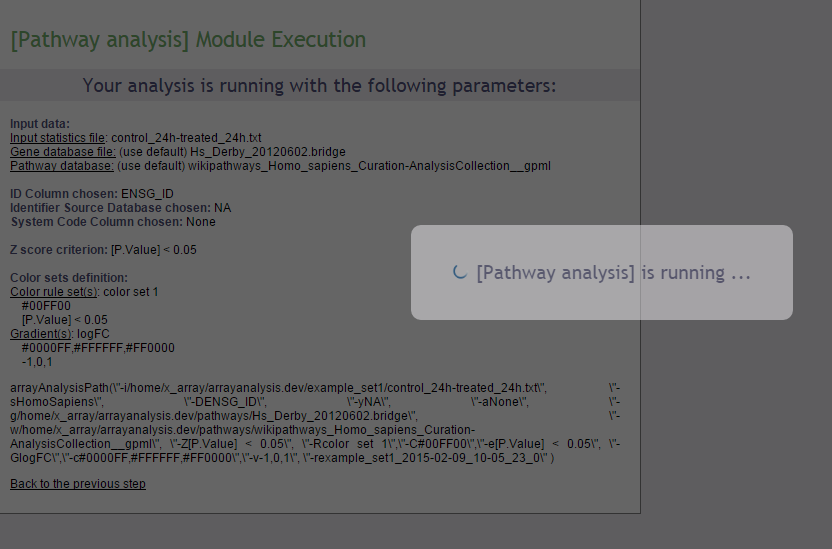 [Pathway analysis] Module Execution
Your analysis is running with the following parameters:
Input data:
Input statistics file: control_24h-treated_24h.txt
Gene database file: (use default) Hs_Derby_20120602.bridge
Pathway database: (use default) wikipathways_Homo_sapiens_Curation-AnalysisCollection__gpml
ID Column chosen: ENSG_ID
Identifier Source Database chosen: NA
System Code Column chosen: None
Z score criterion: [P.Value] < 0.05
[Pathway analysis] is running ...
Color sets definition:
Color rule set(s): color set 1
#00FF00
[P.Value] < 0.05
Gradient(s): logFC
#0000FF,#FFFFFF,#FF0000
-1,0,1
arrayAnalysisPath(\"-i/home/x_array/arrayanalysis.dev/example_set1/control_24h-treated_24h.txt\", \"-
sHomoSapiens\", \"-DENSG_ID\", \"-yNA\", \"-aNone\", \"-
g/home/x_array/arrayanalysis.dev/pathways/Hs_Derby_20120602.bridge\", \"-
w/home/x_array/arrayanalysis.dev/pathways/wikipathways_Homo_sapiens_Curation-
AnalysisCollection__gpml\", \"-Z[P.Value] < 0.05\", \"-Rcolor set 1\",\"-C#00FF00\",\"-e[P.Value] < 0.05\", \"-
GlogFC\",\"-c#0000FF,#FFFFFF,#FF0000\",\"-v-1,0,1\", \"-rexample_set1_2015-02-09_10-05_23_0\" )
Back to the previous step